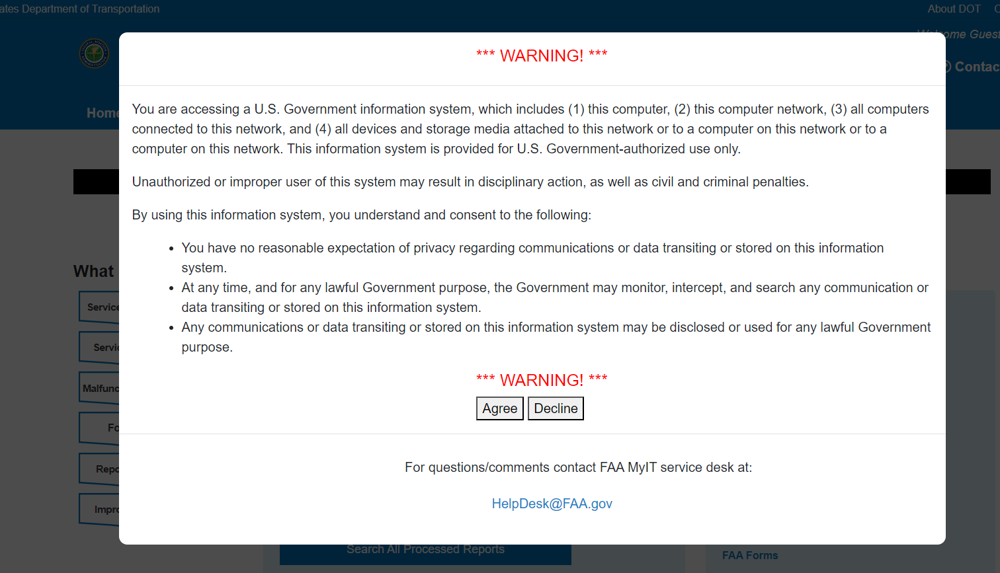 ates Department of Transportation
About DOT
Welcome Guest
Contac
Home
*** WARNING! ***
You are accessing a U.S. Government information system, which includes (1) this computer, (2) this computer network, (3) all computers
connected to this network, and (4) all devices and storage media attached to this network or to a computer on this network or to a
computer on this network. This information system is provided for U.S. Government-authorized use only.
Unauthorized or improper user of this system may result in disciplinary action, as well as civil and criminal penalties.
By using this information system, you understand and consent to the following:
• You have no reasonable expectation of privacy regarding communications or data transiting or stored on this information
system.
• At any time, and for any lawful Government purpose, the Government may monitor, intercept, and search any communication or
data transiting or stored on this information system.
• Any communications or data transiting or stored on this information system may be disclosed or used for any lawful Government
purpose.
*** WARNING! ***
Agree Decline
For questions/comments contact FAA MyIT service desk at:
HelpDesk@FAA.gov
What
Service
Servic
Malfunc
Fo
Repo
Impro
Search All Processed Reports
FAA Forms